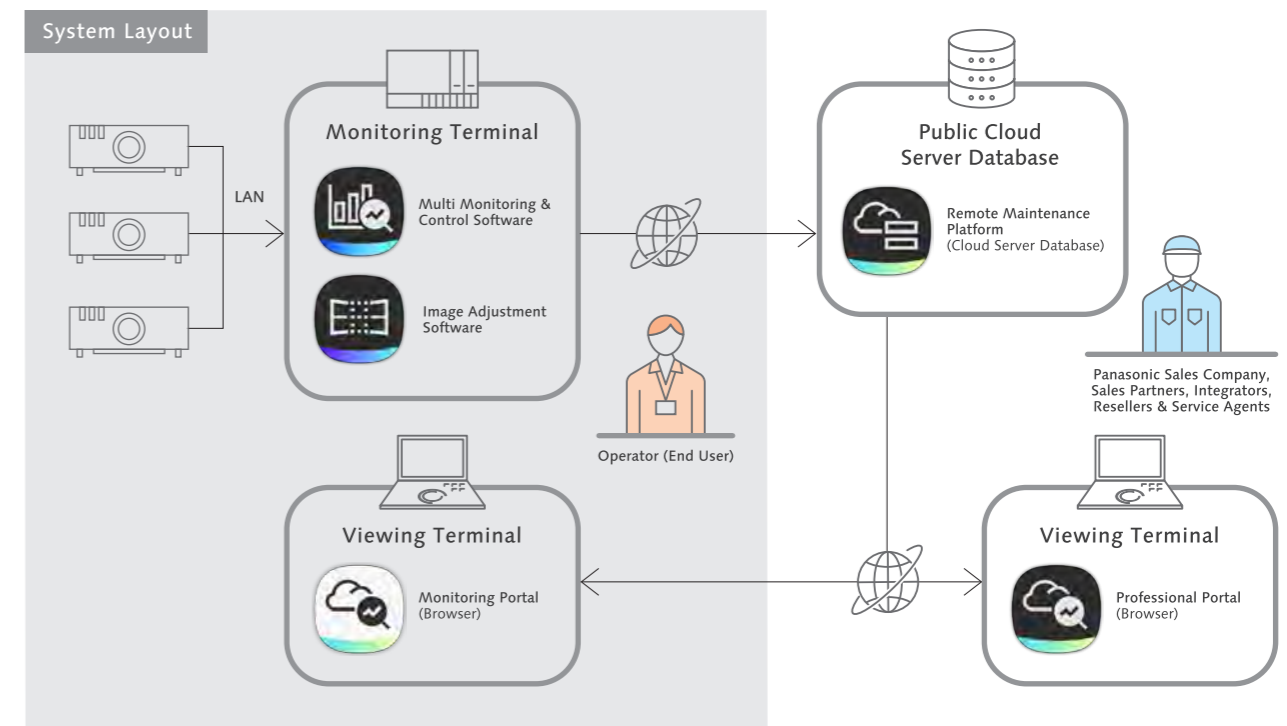 System Layout
LAN
Monitoring Terminal
Multi Monitoring &
Control Software
Image Adjustment
Software
Public Cloud
Server Database
Remote Maintenance
Platform
(Cloud Server Database)
Operator (End User)
Panasonic Sales Company,
Sales Partners, Integrators,
Resellers & Service Agents
Viewing Terminal
Monitoring Portal
(Browser)
Viewing Terminal
Professional Portal
(Browser)